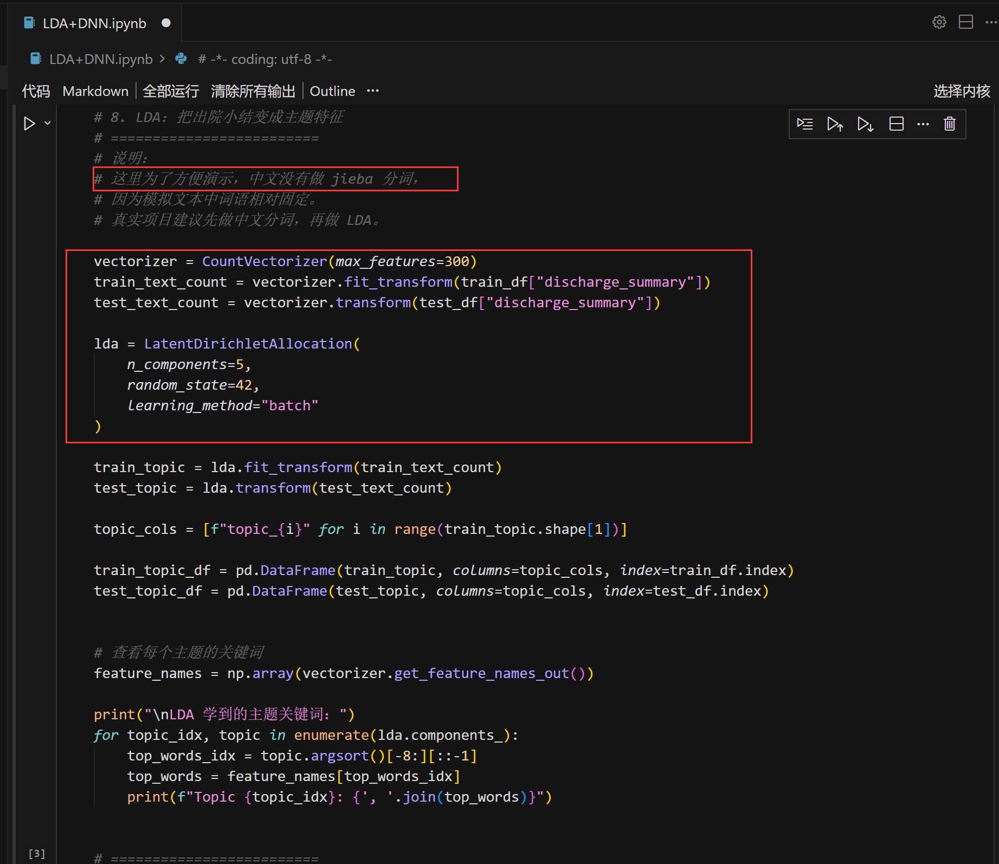 LDA+DNN.ipynb
LDA+DNN.ipynb > # -*- coding: utf-8 -*-
代码 Markdown 全部运行 清除所有输出 Outline ··· 选择内核
# 8. LDA：把出院小结变成主题特征
# =========================
# 说明：
# 这里为了方便演示，中文没有做 jieba 分词，
# 因为模拟文本中词语相对固定。
# 真实项目建议先做中文分词，再做 LDA。
vectorizer = CountVectorizer(max_features=300)
train_text_count = vectorizer.fit_transform(train_df["discharge_summary"])
test_text_count = vectorizer.transform(test_df["discharge_summary"])
lda = LatentDirichletAllocation(
    n_components=5,
    random_state=42,
    learning_method="batch"
)
train_topic = lda.fit_transform(train_text_count)
test_topic = lda.transform(test_text_count)
topic_cols = [f"topic_{i}" for i in range(train_topic.shape[1])]
train_topic_df = pd.DataFrame(train_topic, columns=topic_cols, index=train_df.index)
test_topic_df = pd.DataFrame(test_topic, columns=topic_cols, index=test_df.index)
# 查看每个主题的关键词
feature_names = np.array(vectorizer.get_feature_names_out())
print("\nLDA 学到的主题关键词：")
for topic_idx, topic in enumerate(lda.components_):
    top_words_idx = topic.argsort()[-8:][::-1]
    top_words = feature_names[top_words_idx]
    print(f"Topic {topic_idx}: {', '.join(top_words)}")
[3]
# =========================